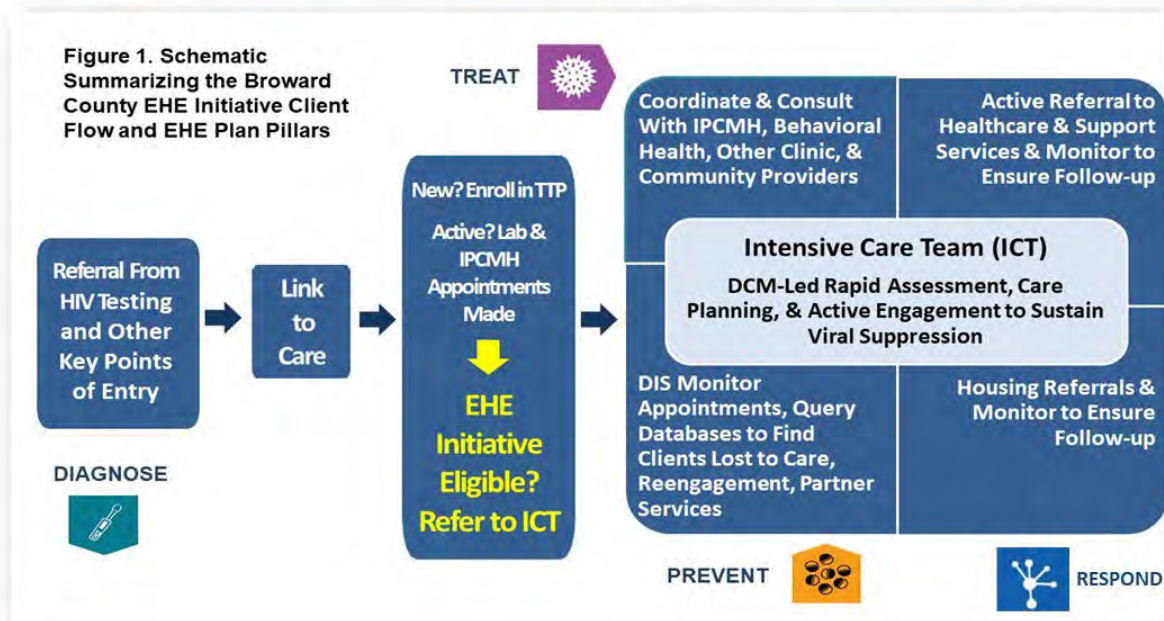 Figure 1. Schematic
Summarizing the Broward
County EHE Initiative Client
Flow and EHE Plan Pillars
TREAT
Referral From
HIV Testing
and Other
Key Points
of Entry
DIAGNOSE
Link
to
Care
New? Enroll in TTP
Active? Lab &
IPCMH
Appointments
Made
EHE
Initiative
Eligible?
Refer to ICT
Coordinate & Consult
With IPCMH, Behavioral
Health, Other Clinic, &
Community Providers
Active Referral to
Healthcare & Support
Services & Monitor to
Ensure Follow-up
Intensive Care Team (ICT)
DCM-Led Rapid Assessment, Care
Planning, & Active Engagement to Sustain
Viral Suppression
DIS Monitor
Appointments, Query
Databases to Find
Clients Lost to Care,
Reengagement, Partner
Services
Housing Referrals &
Monitor to Ensure
Follow-up
PREVENT
RESPOND